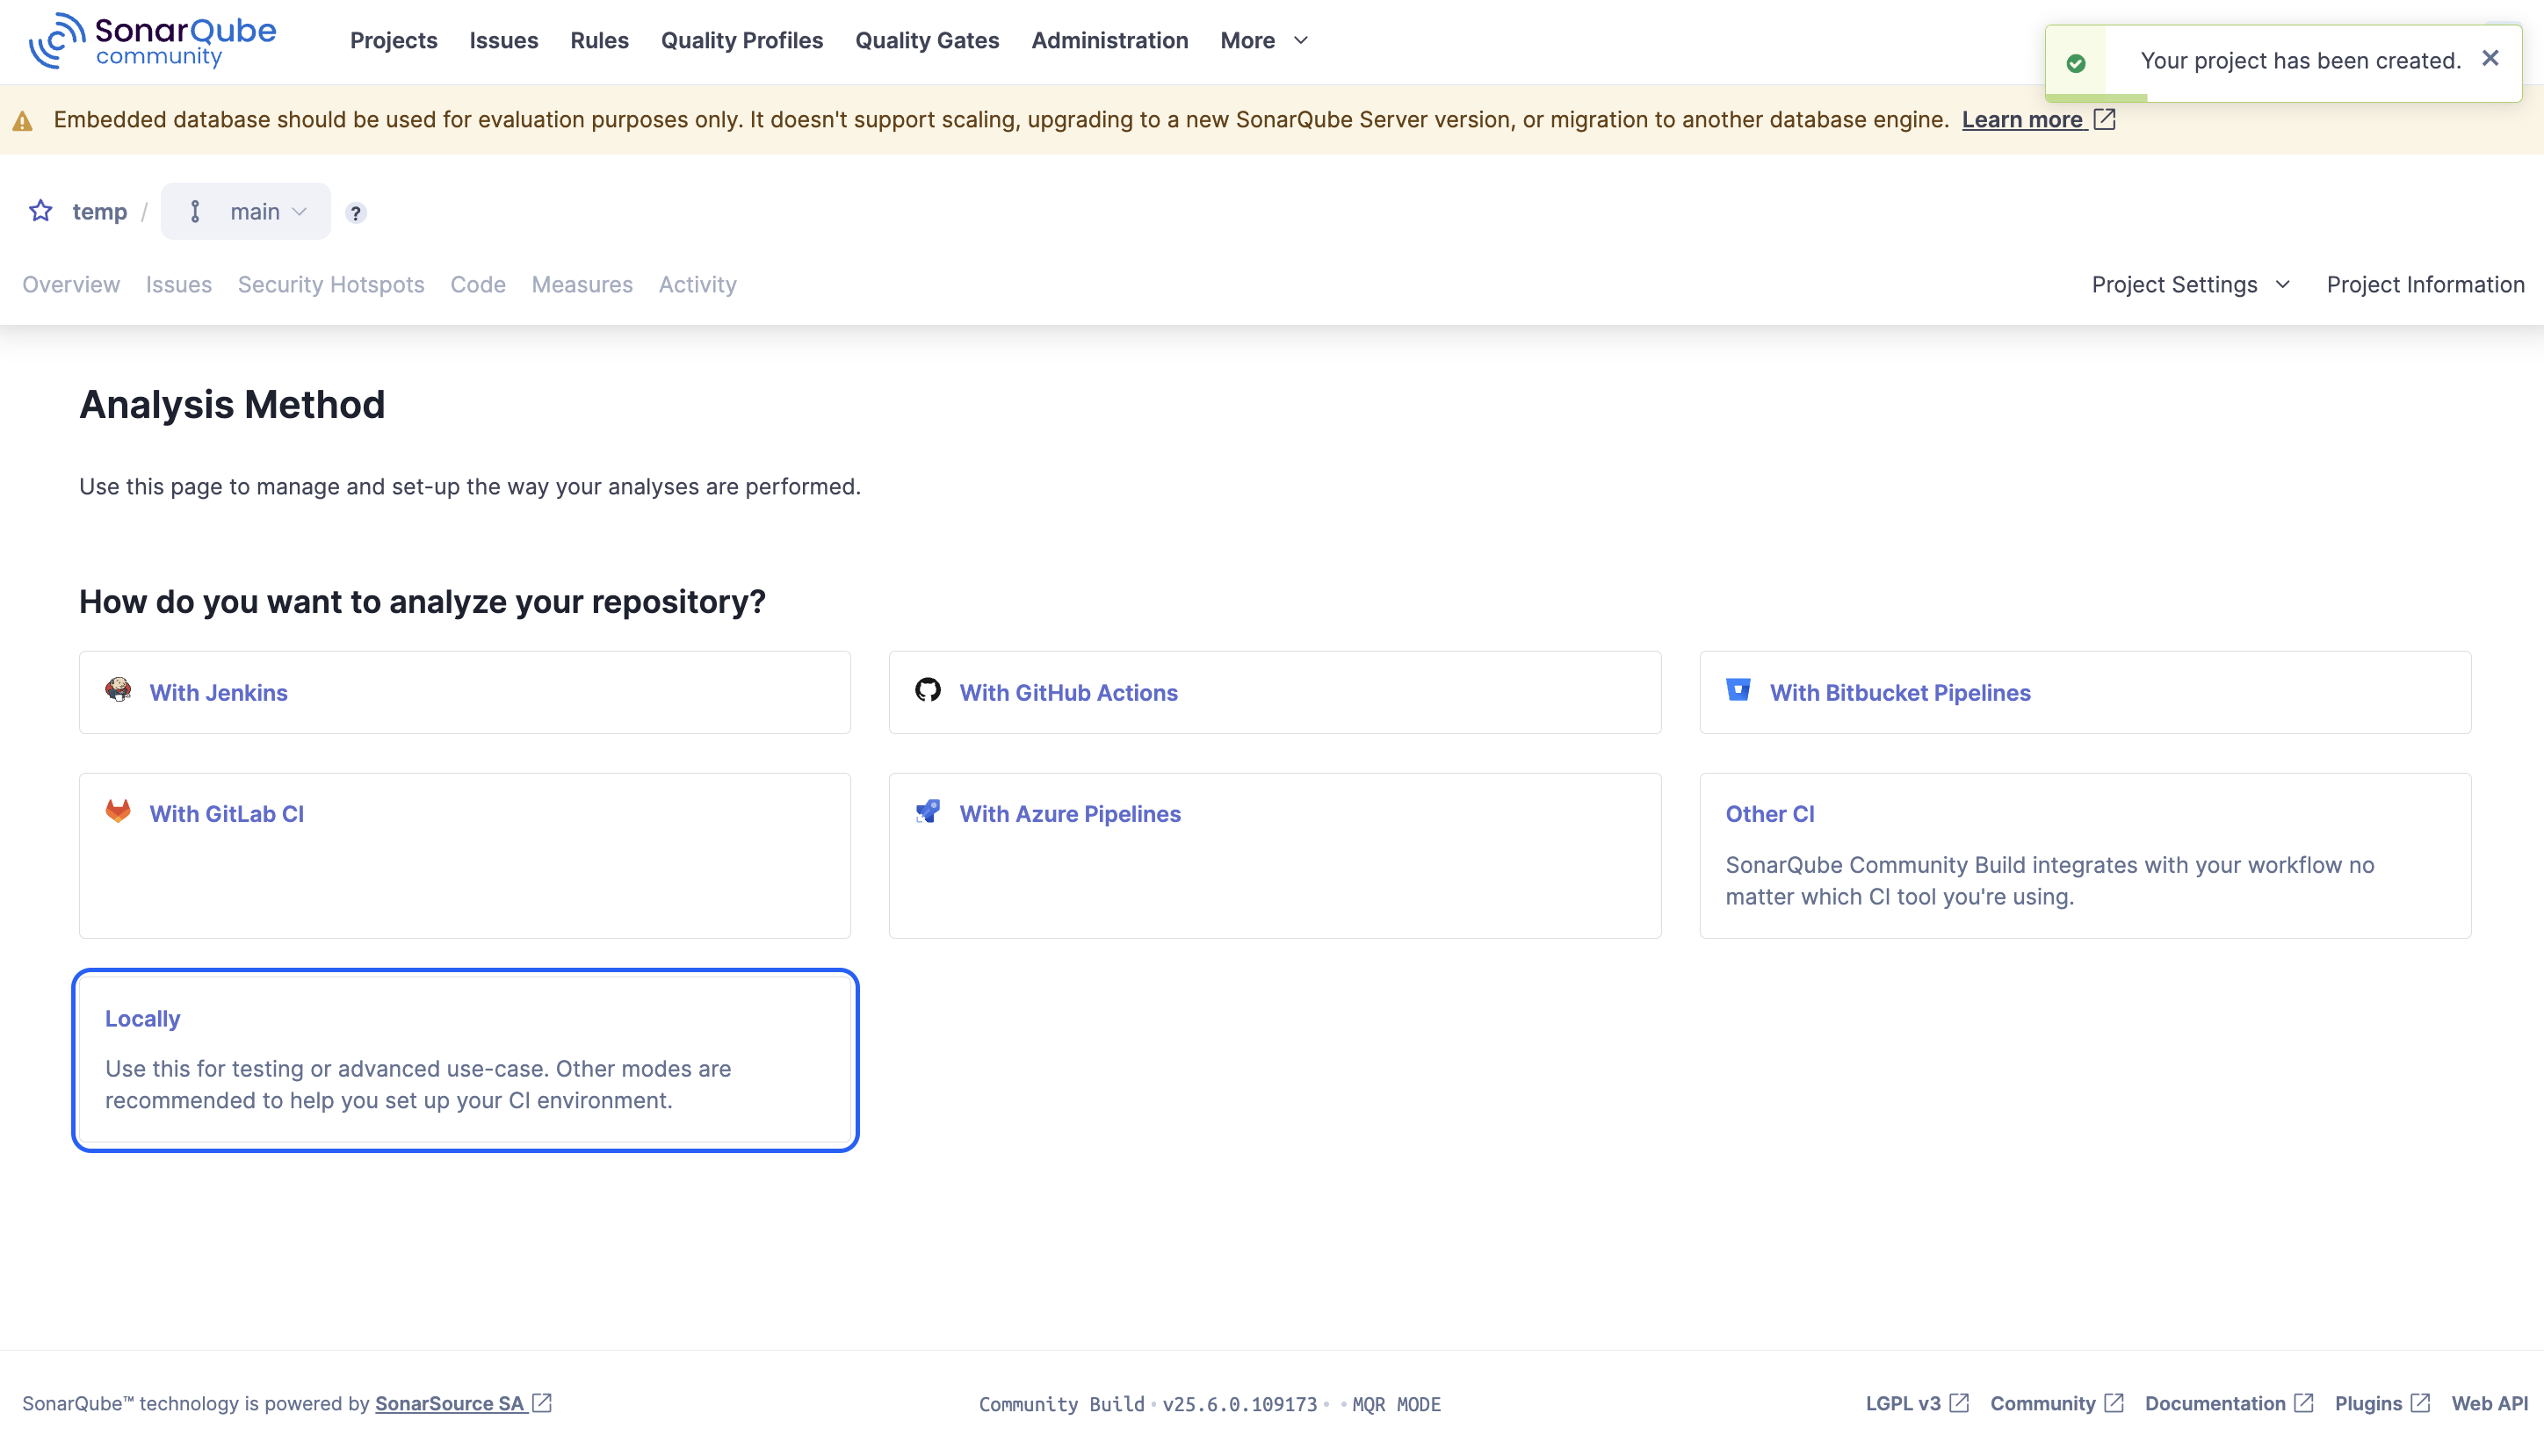 SonarQube community
Projects Issues Rules Quality Profiles Quality Gates Administration More
Your project has been created.
Embedded database should be used for evaluation purposes only. It doesn't support scaling, upgrading to a new SonarQube Server version, or migration to another database engine. Learn more
temp / main ?
Overview Issues Security Hotspots Code Measures Activity Project Settings Project Information
Analysis Method
Use this page to manage and set-up the way your analyses are performed.
How do you want to analyze your repository?
With Jenkins
With GitHub Actions
With Bitbucket Pipelines
With GitLab CI
With Azure Pipelines
Other CI
SonarQube Community Build integrates with your workflow no
matter which CI tool you're using.
Locally
Use this for testing or advanced use-case. Other modes are
recommended to help you set up your CI environment.
SonarQube™ technology is powered by SonarSource SA
Community Build • v25.6.0.109173 • • MQR MODE
LGPL v3 Community Documentation Plugins Web API